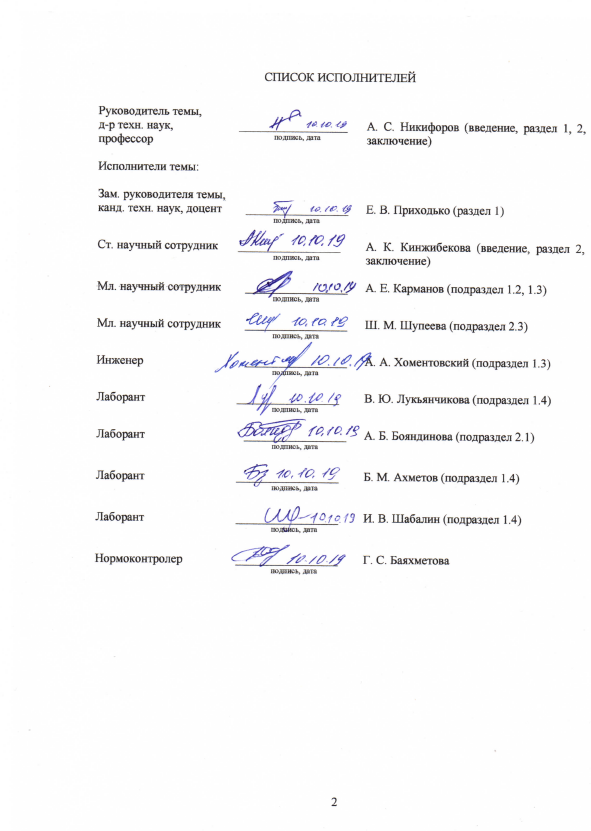 СПИСОК ИСПОЛНИТЕЛЕЙ
Руководитель темы,
д-р техн. наук,
профессор
10.10.19
подпись, дата
А. С. Никифоров (введение, раздел 1, 2,
заключение)
Исполнители темы:
Зам. руководителя темы,
канд. техн. наук, доцент
10.10.19
подпись, дата
Е. В. Приходько (раздел 1)
Ст. научный сотрудник
10.10.19
подпись, дата
А. К. Кинжибекова (введение, раздел 2,
заключение)
Мл. научный сотрудник
10.10.19
подпись, дата
А. Е. Карманов (подраздел 1.2, 1.3)
Мл. научный сотрудник
10.10.19
подпись, дата
Ш. М. Шупеева (подраздел 2.3)
Инженер
10.10.19
подпись, дата
А. А. Хоментовский (подраздел 1.3)
Лаборант
10.10.19
подпись, дата
В. Ю. Лукьянчикова (подраздел 1.4)
Лаборант
10.10.19
подпись, дата
А. Б. Бояндинова (подраздел 2.1)
Лаборант
10.10.19
подпись, дата
Б. М. Ахметов (подраздел 1.4)
Лаборант
10.10.19
подпись, дата
И. В. Шабалин (подраздел 1.4)
Нормоконтролер
10.10.19
подпись, дата
Г. С. Баяхметова
2